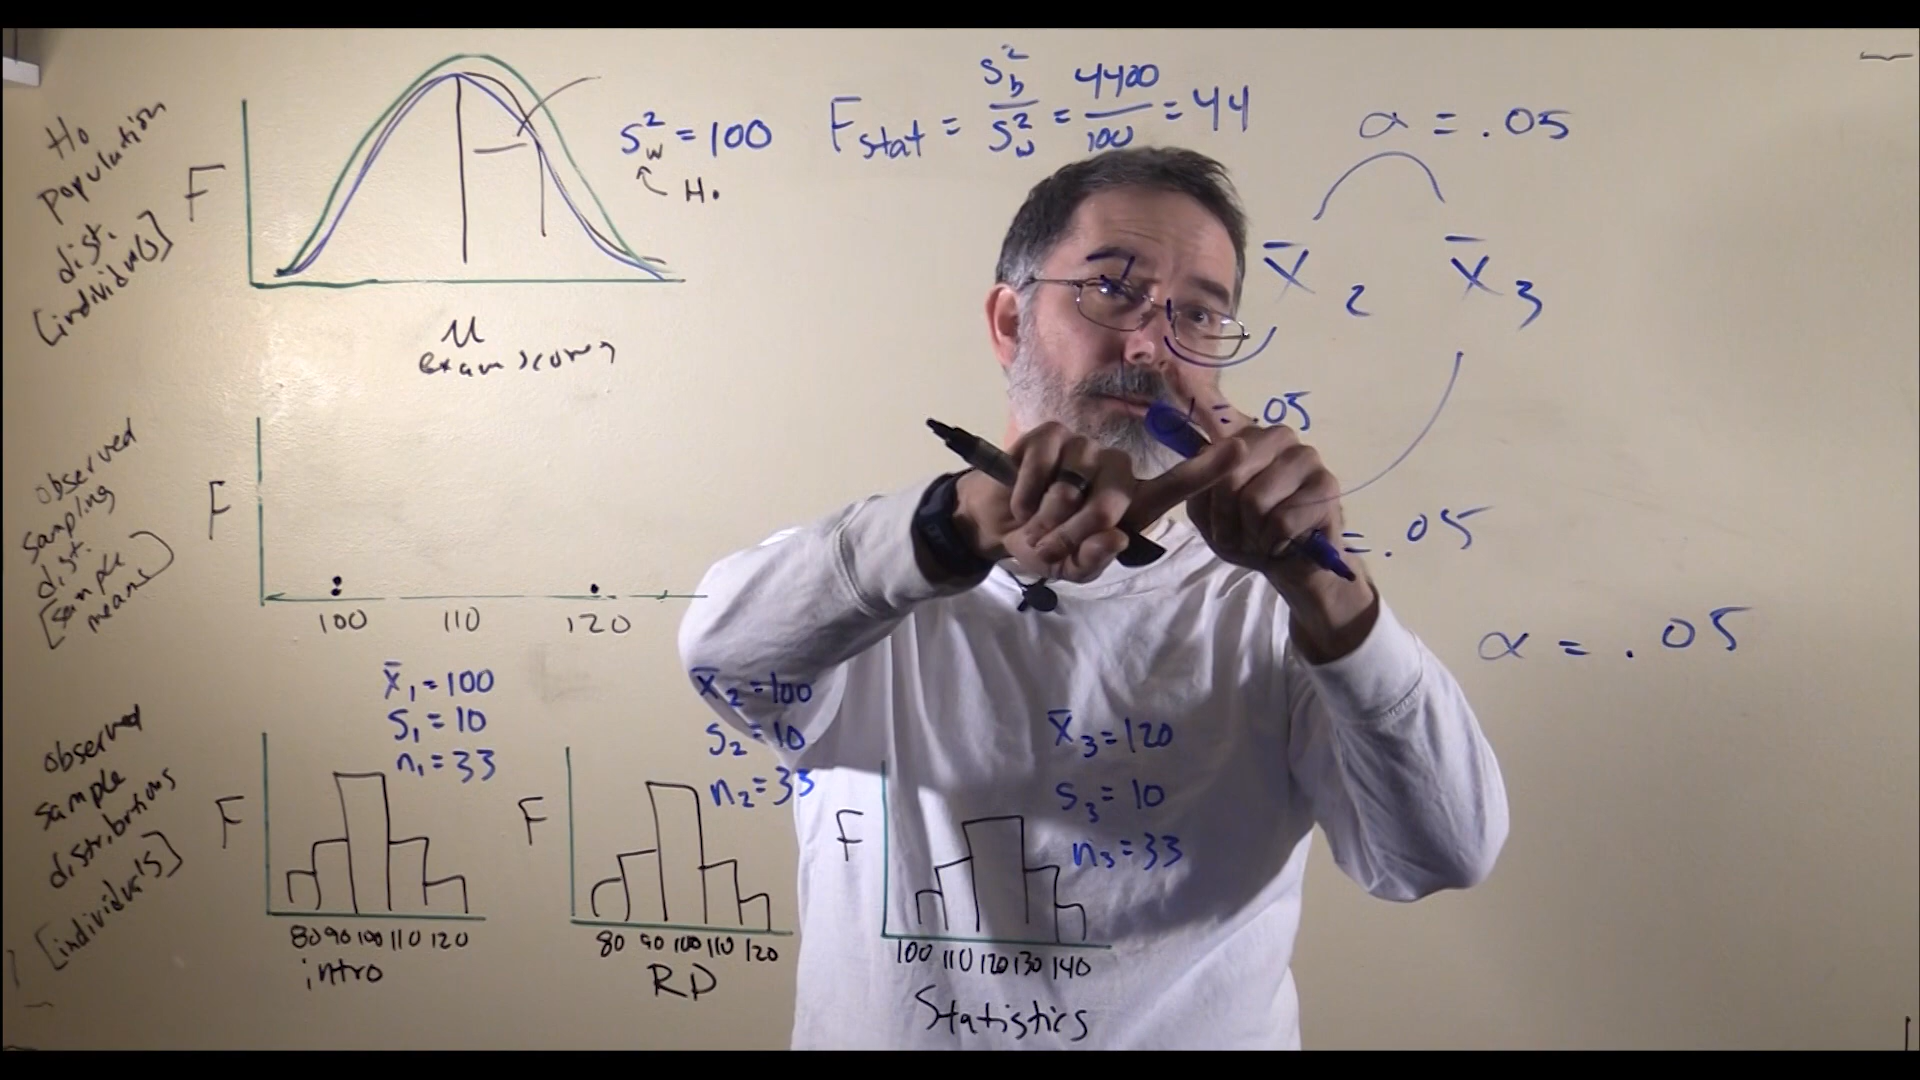 Ho
population
dist.
[individuals]
F
μ
exam scores
S²w = 100
H₀
Fstat = S²b / S²w = 4400 / 100 = 44
α = .05
X̄2 X̄3
= .05
= .05
α = .05
observed
sampling
dist.
[sample
means]
F
100 110 120
observed
sample
distributions
[individuals]
X̄1 = 100
S1 = 10
n1 = 33
F
80 90 100 110 120
intro
X̄2 = 100
S2 = 10
n2 = 33
F
80 90 100 110 120
RD
X̄3 = 120
S3 = 10
n3 = 33
F
100 110 120 130 140
Statistics